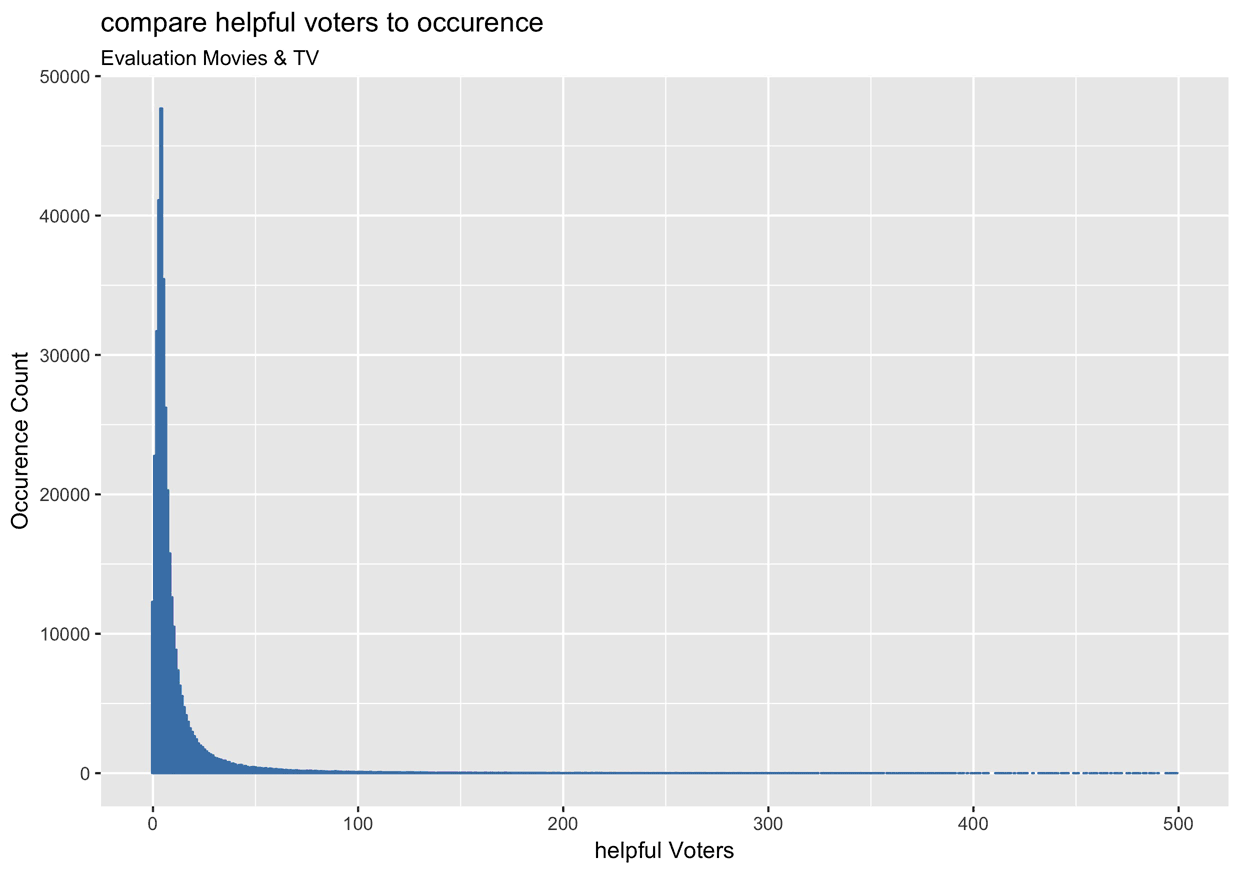 compare helpful voters to occurence
Evaluation Movies & TV
50000
40000
30000
20000
10000
0
Occurence Count
0 100 200 300 400 500
helpful Voters